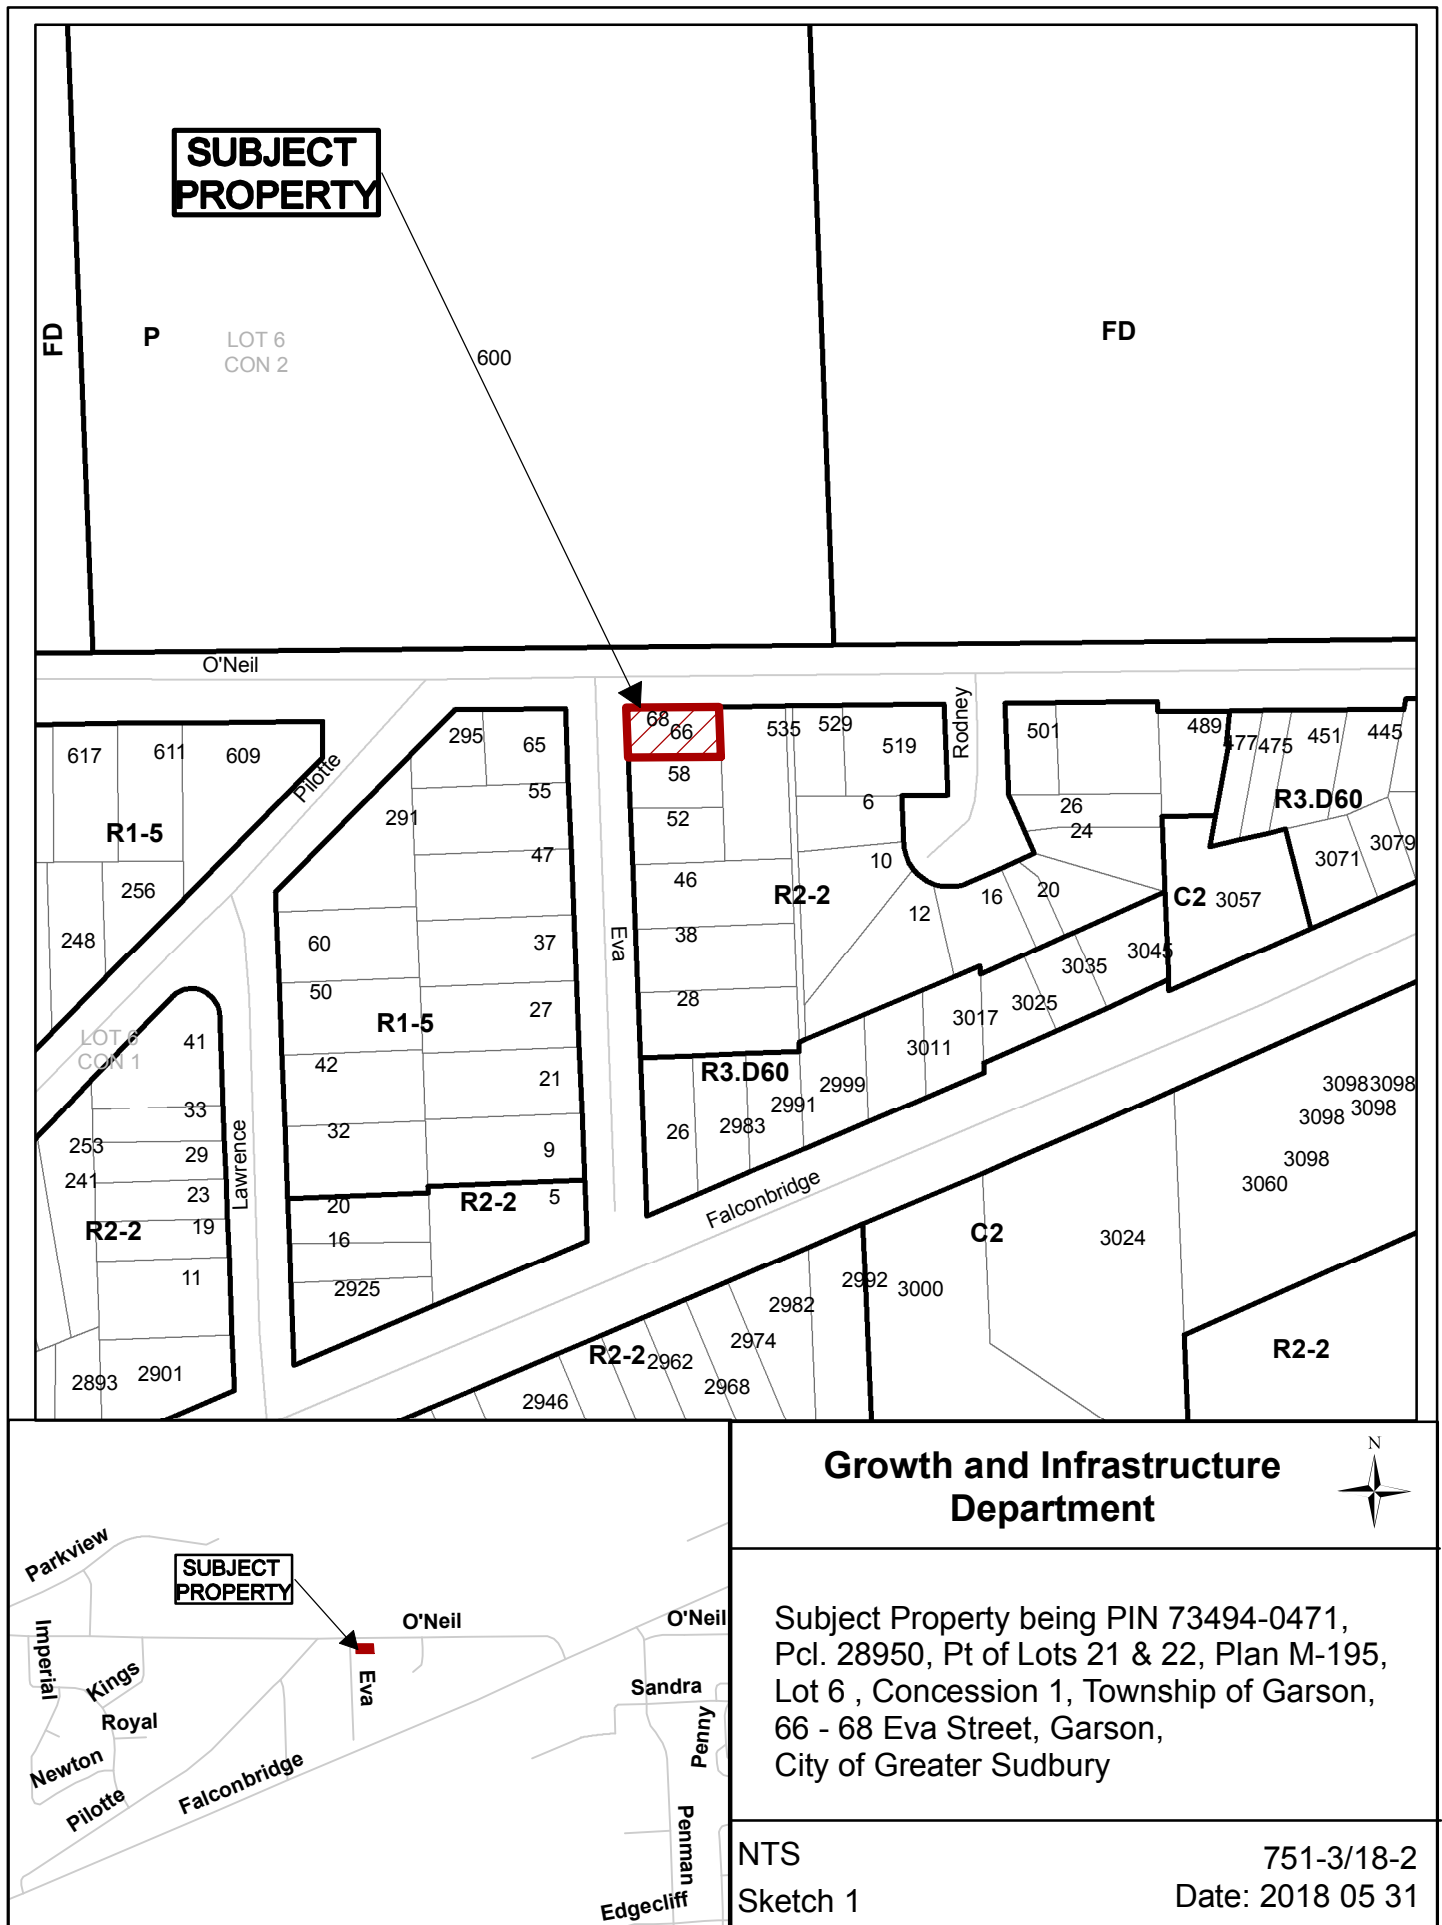 SUBJECT
PROPERTY
FD
P
LOT 6
CON 2
600
FD
O'Neil
617
611
609
Pilotte
R1-5
256
248
295
65
291
55
47
60
37
50
R1-5
27
42
21
32
9
20
R2-2
5
16
2925
68
66
58
52
46
38
28
Eva
535
529
519
6
10
R2-2
12
16
20
Rodney
501
26
24
489
477
475
451
445
R3.D60
3071
3079
C2
3057
3045
3035
3025
3017
3011
2999
2991
2983
R3.D60
26
LOT 6
CON 1
41
33
253
29
241
23
R2-2
19
11
Lawrence
2893
2901
Falconbridge
3098
3098
3098
3098
3098
3060
3024
C2
3000
2992
2982
2974
R2-2
2962
2968
2946
R2-2
Parkview
SUBJECT
PROPERTY
O'Neil
O'Neil
Imperial
Kings
Royal
Newton
Pilotte
Falconbridge
Eva
Sandra
Penny
Penman
Edgecliff
Growth and Infrastructure
Department
N
Subject Property being PIN 73494-0471,
Pcl. 28950, Pt of Lots 21 & 22, Plan M-195,
Lot 6 , Concession 1, Township of Garson,
66 - 68 Eva Street, Garson,
City of Greater Sudbury
NTS
751-3/18-2
Sketch 1
Date: 2018 05 31